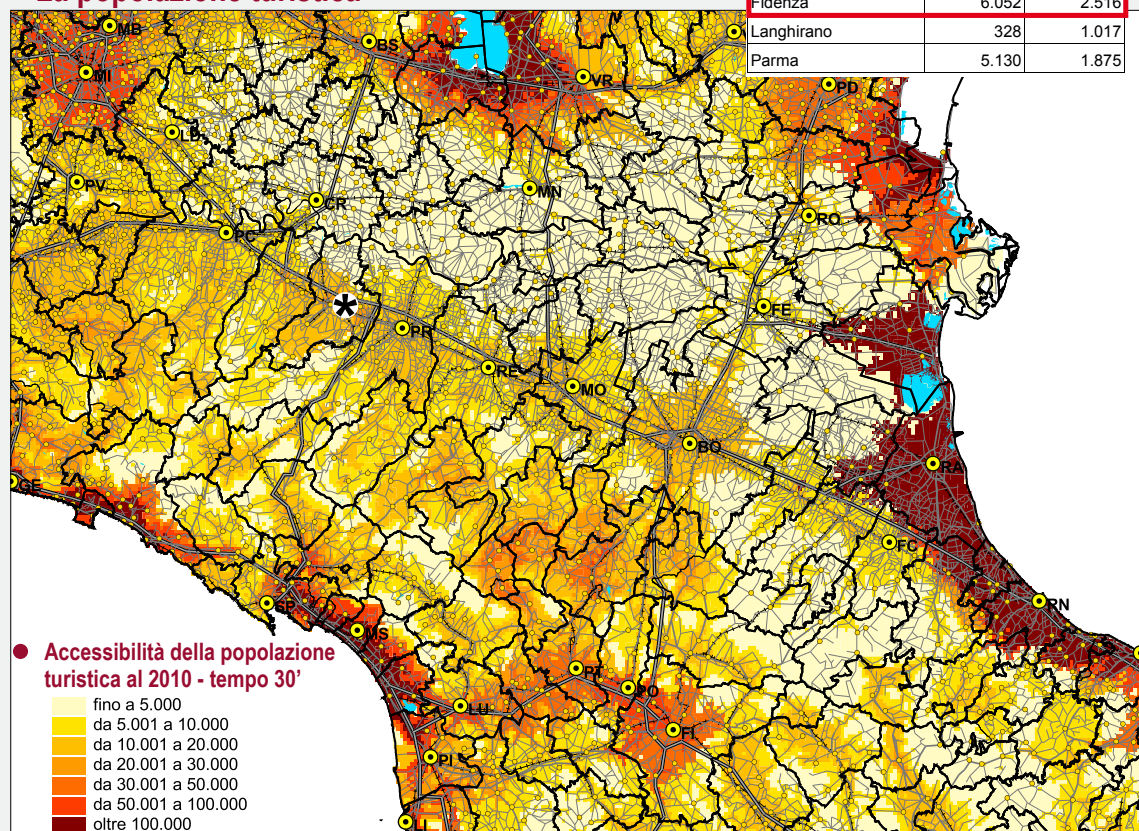 La popolazione turistica
Fidenza 6.052 2.516
Langhirano 328 1.017
Parma 5.130 1.875
MB
BS
MI
VR
PD
PV
MN
CR
RO
FE
PR
RE
MO
BO
RA
GE
FC
SP
RN
MS
PT
PO
LU
FI
PI
LI
*
Accessibilità della popolazione
turistica al 2010 - tempo 30’
fino a 5.000
da 5.001 a 10.000
da 10.001 a 20.000
da 20.001 a 30.000
da 30.001 a 50.000
da 50.001 a 100.000
oltre 100.000